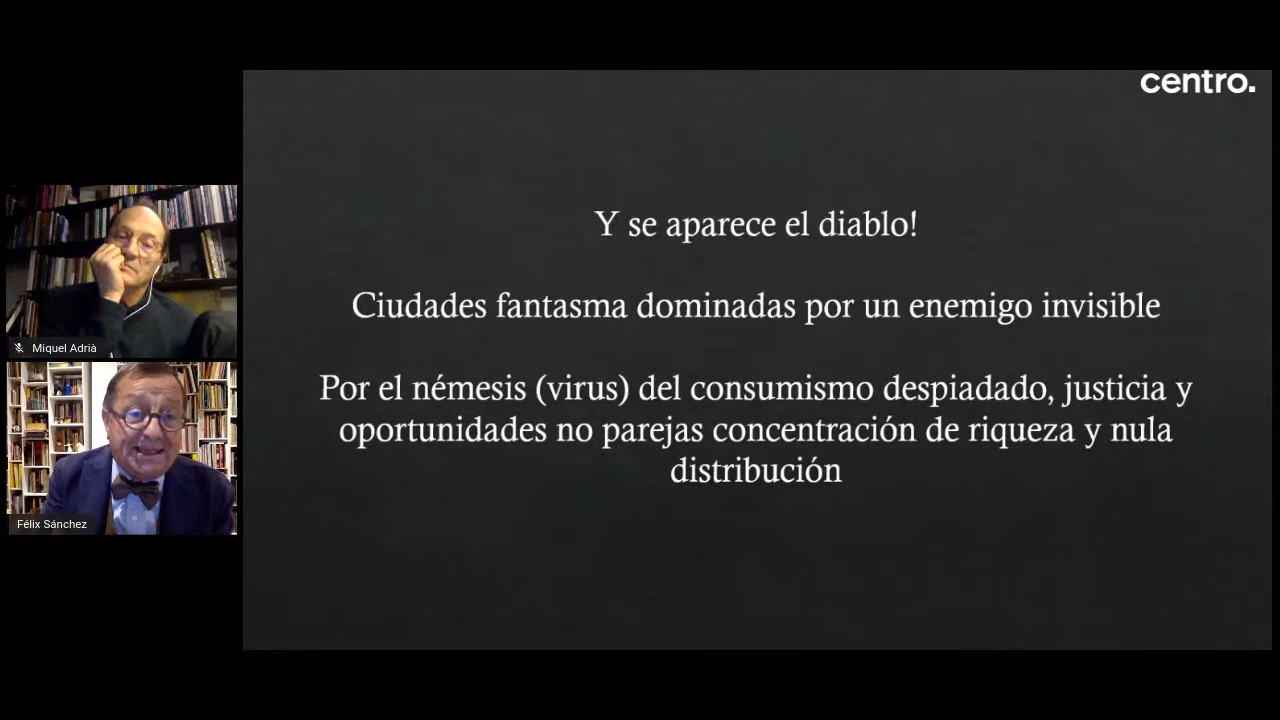 centro.
Y se aparece el diablo!
Ciudades fantasma dominadas por un enemigo invisible
Por el némesis (virus) del consumismo despiadado, justicia y
oportunidades no parejas concentración de riqueza y nula
distribución
Miquel Adrià
Félix Sánchez